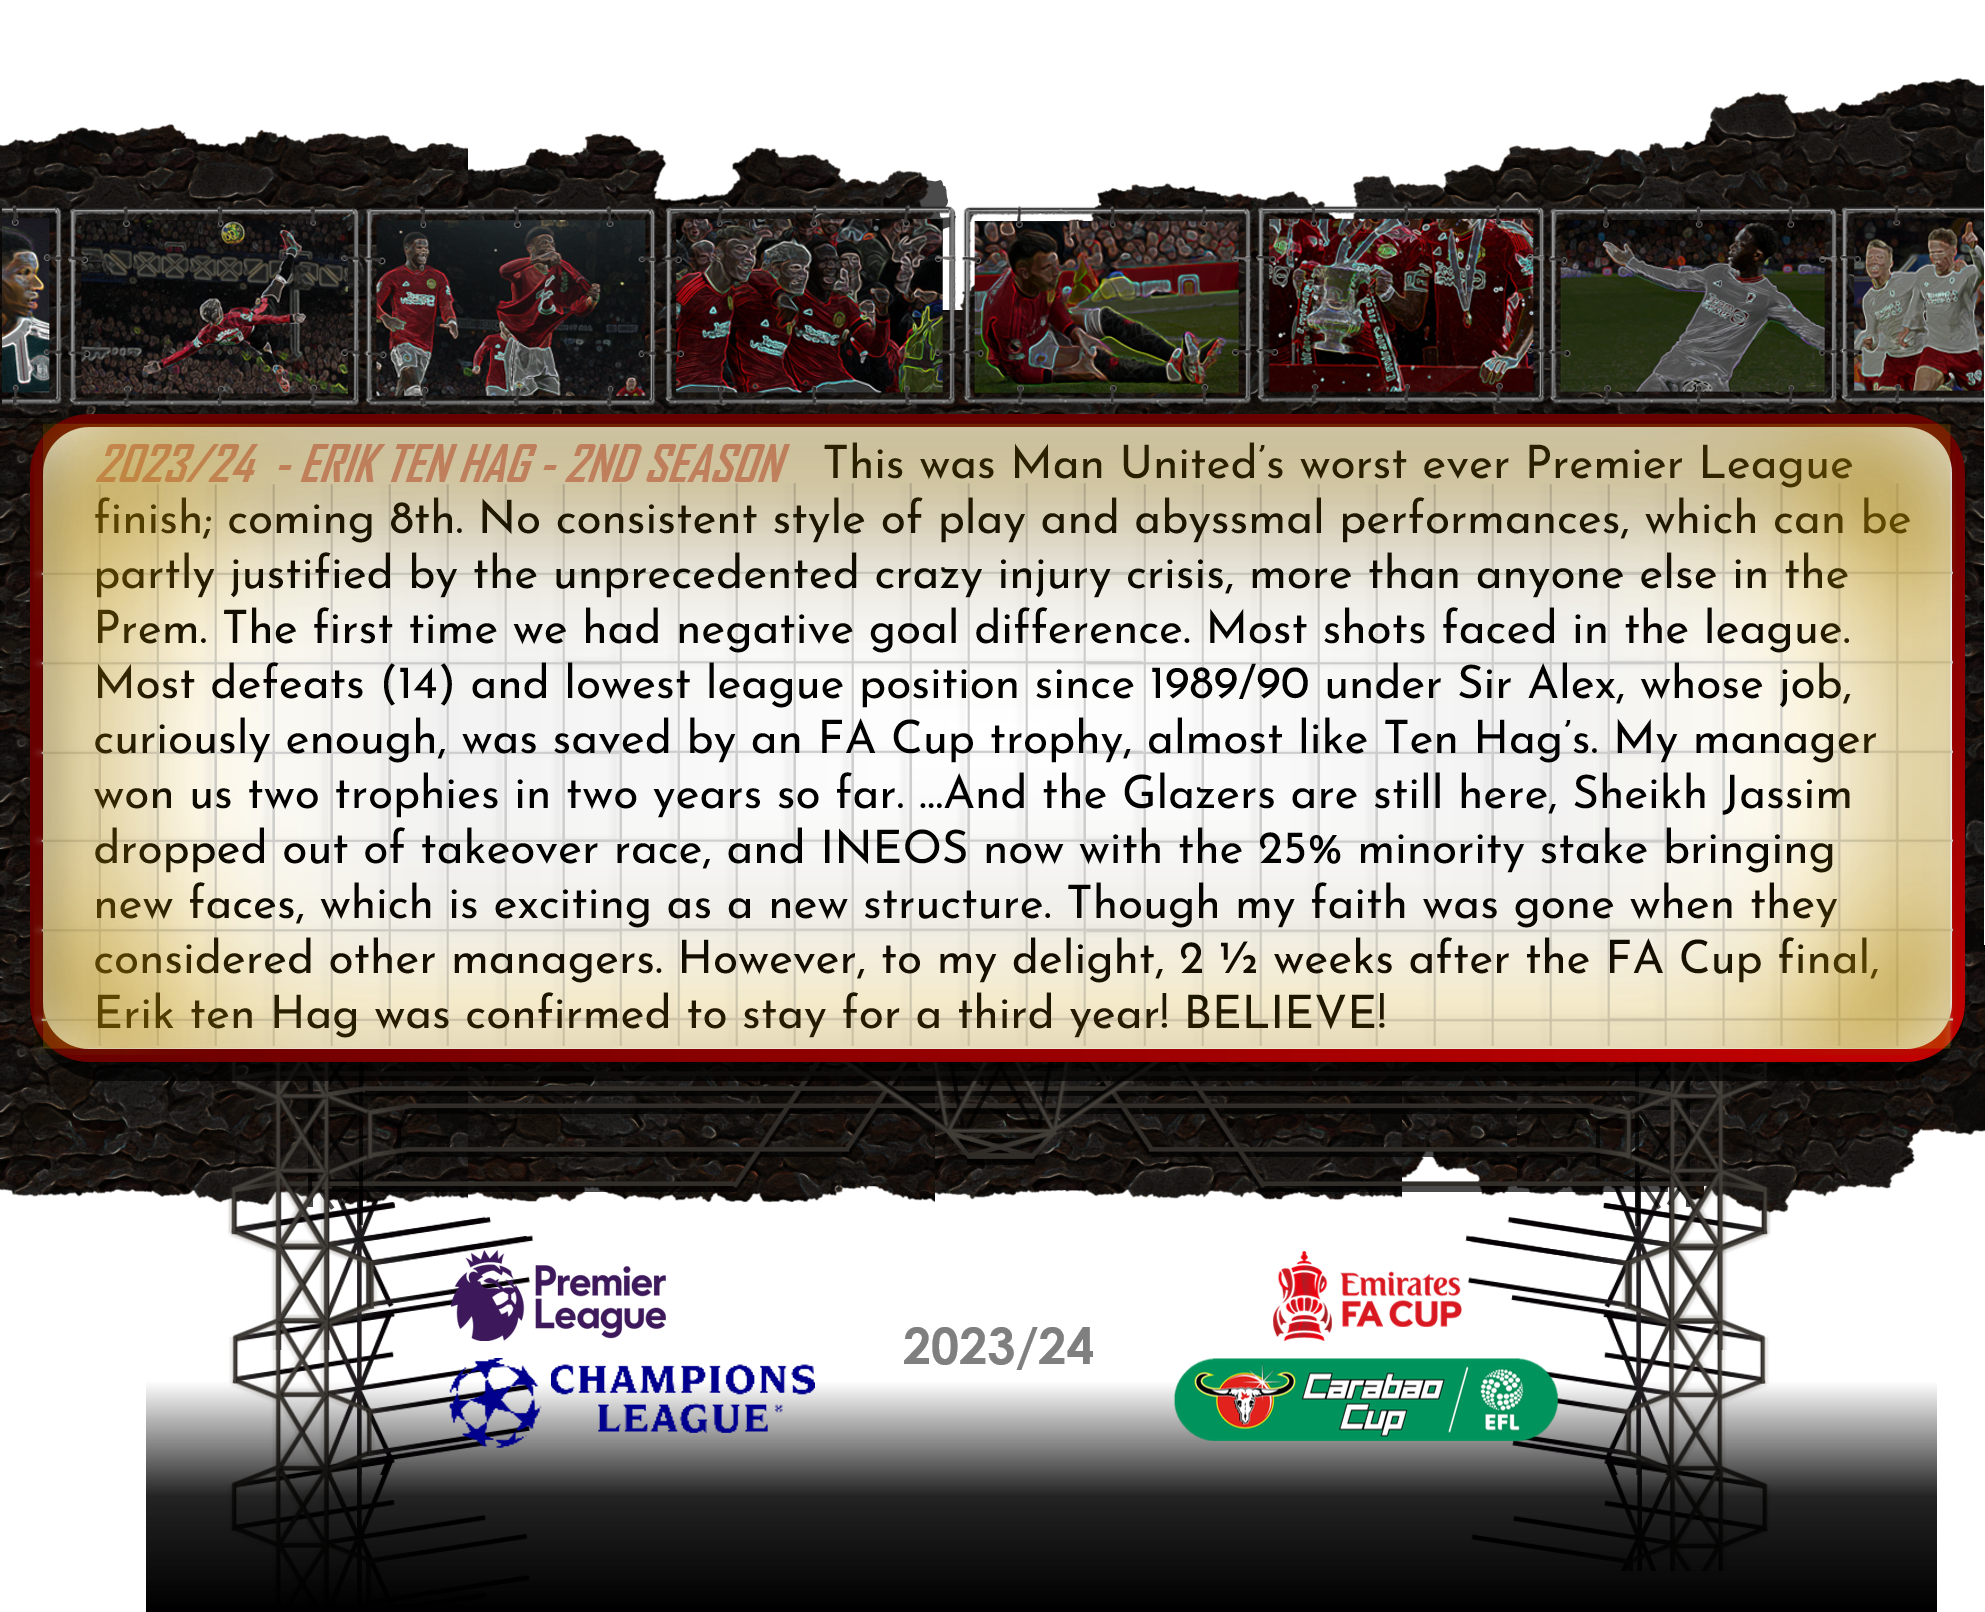 2023/24 - ERIK TEN HAG - 2ND SEASON This was Man United’s worst ever Premier League
finish; coming 8th. No consistent style of play and abyssmal performances, which can be
partly justified by the unprecedented crazy injury crisis, more than anyone else in the
Prem. The first time we had negative goal difference. Most shots faced in the league.
Most defeats (14) and lowest league position since 1989/90 under Sir Alex, whose job,
curiously enough, was saved by an FA Cup trophy, almost like Ten Hag’s. My manager
won us two trophies in two years so far. ...And the Glazers are still here, Sheikh Jassim
dropped out of takeover race, and INEOS now with the 25% minority stake bringing
new faces, which is exciting as a new structure. Though my faith was gone when they
considered other managers. However, to my delight, 2 ½ weeks after the FA Cup final,
Erik ten Hag was confirmed to stay for a third year! BELIEVE!
Premier
League
CHAMPIONS
LEAGUE
2023/24
Emirates
FA CUP
Carabao
Cup
EFL